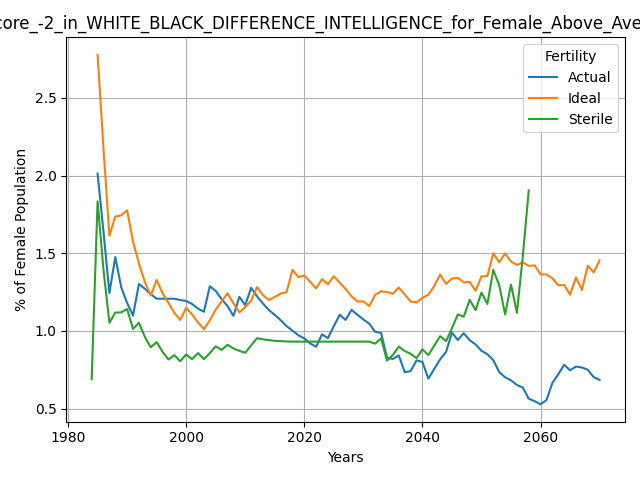 core_-2_in_WHITE_BLACK_DIFFERENCE_INTELLIGENCE_for_Female_Above_Ave
Fertility
Actual
Ideal
Sterile
% of Female Population
2.5
2.0
1.5
1.0
0.5
1980
2000
2020
2040
2060
Years